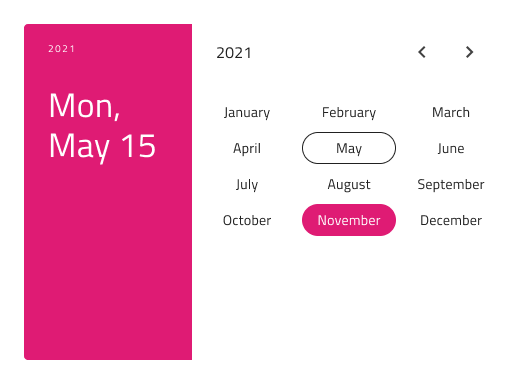 2021
Mon,
May 15
2021
January February March
April May June
July August September
October November December